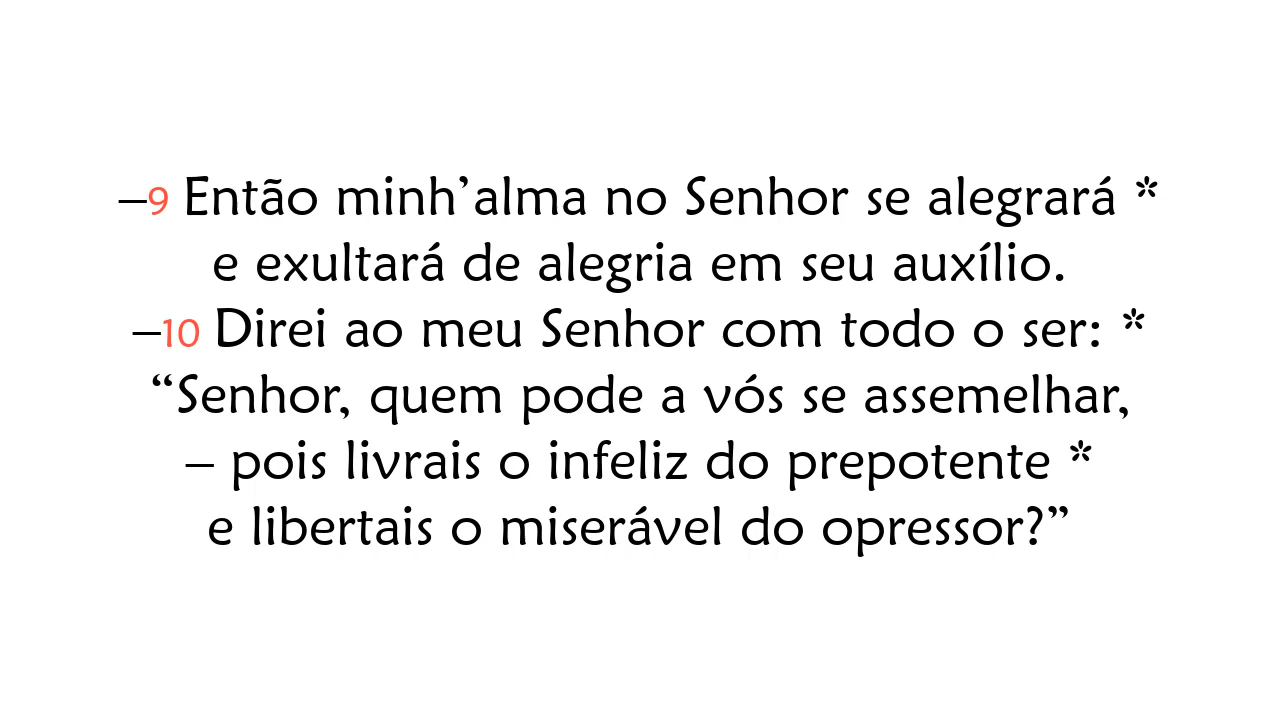 –9 Então minh’alma no Senhor se alegrará *
e exultará de alegria em seu auxílio.
–10 Direi ao meu Senhor com todo o ser: *
“Senhor, quem pode a vós se assemelhar,
– pois livrais o infeliz do prepotente *
e libertais o miserável do opressor?”